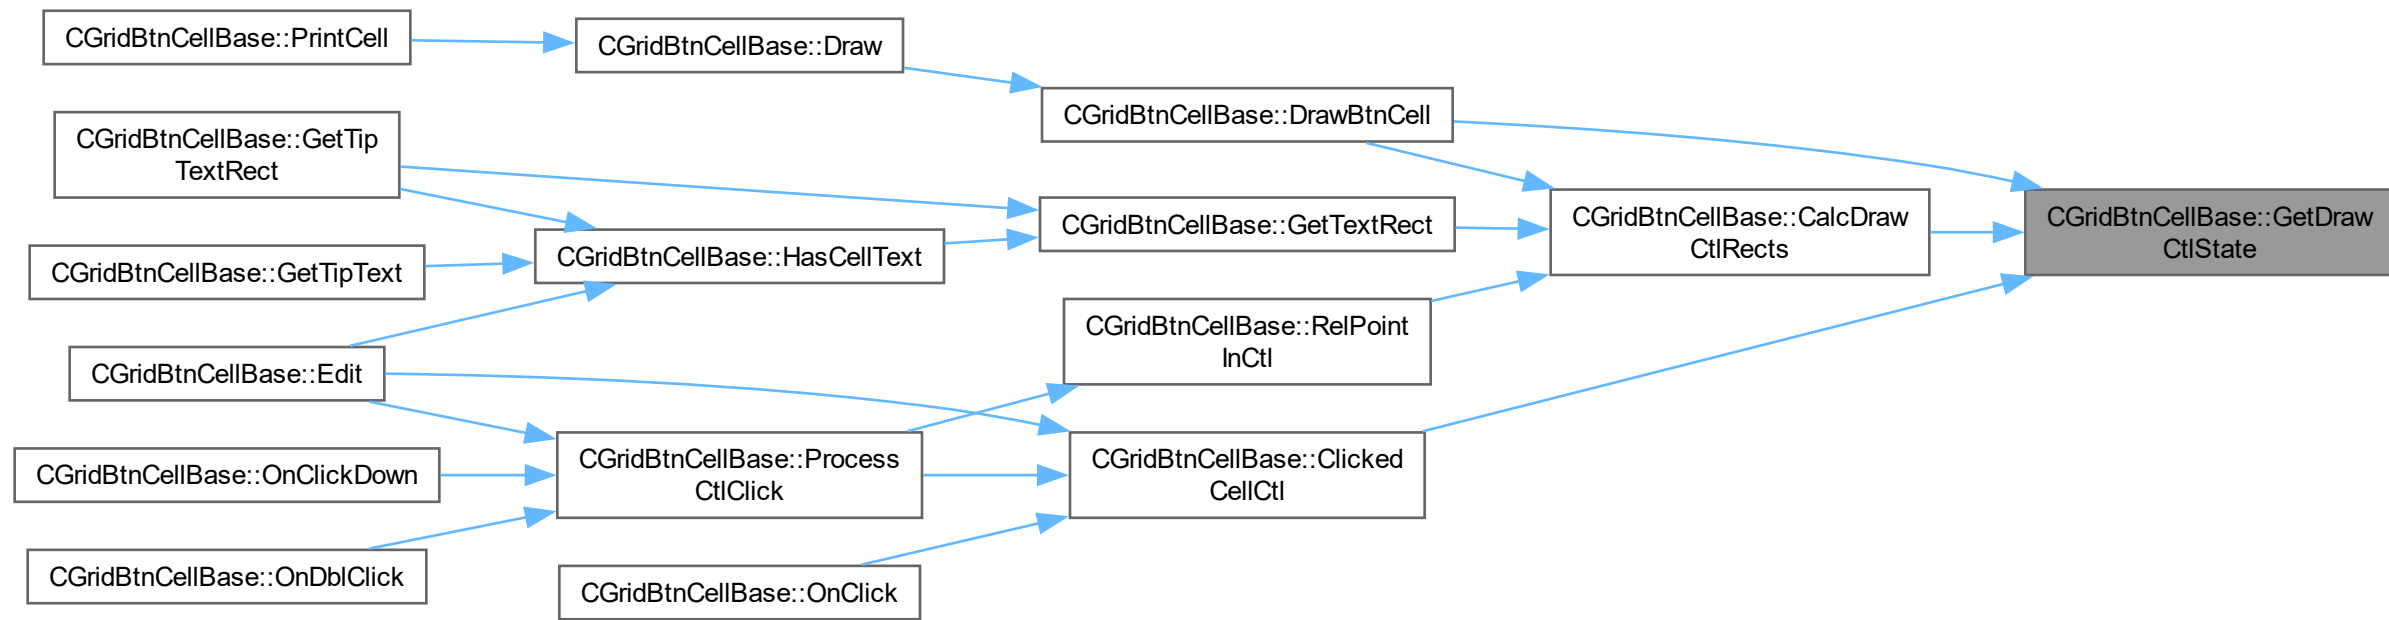 CGridBtnCellBase::PrintCell
CGridBtnCellBase::Draw
CGridBtnCellBase::DrawBtnCell
CGridBtnCellBase::GetTip
TextRect
CGridBtnCellBase::GetTextRect
CGridBtnCellBase::CalcDraw
CtlRects
CGridBtnCellBase::GetDraw
CtlState
CGridBtnCellBase::HasCellText
CGridBtnCellBase::GetTipText
CGridBtnCellBase::RelPoint
InCtl
CGridBtnCellBase::Edit
CGridBtnCellBase::Process
CtlClick
CGridBtnCellBase::Clicked
CellCtl
CGridBtnCellBase::OnClickDown
CGridBtnCellBase::OnDblClick
CGridBtnCellBase::OnClick